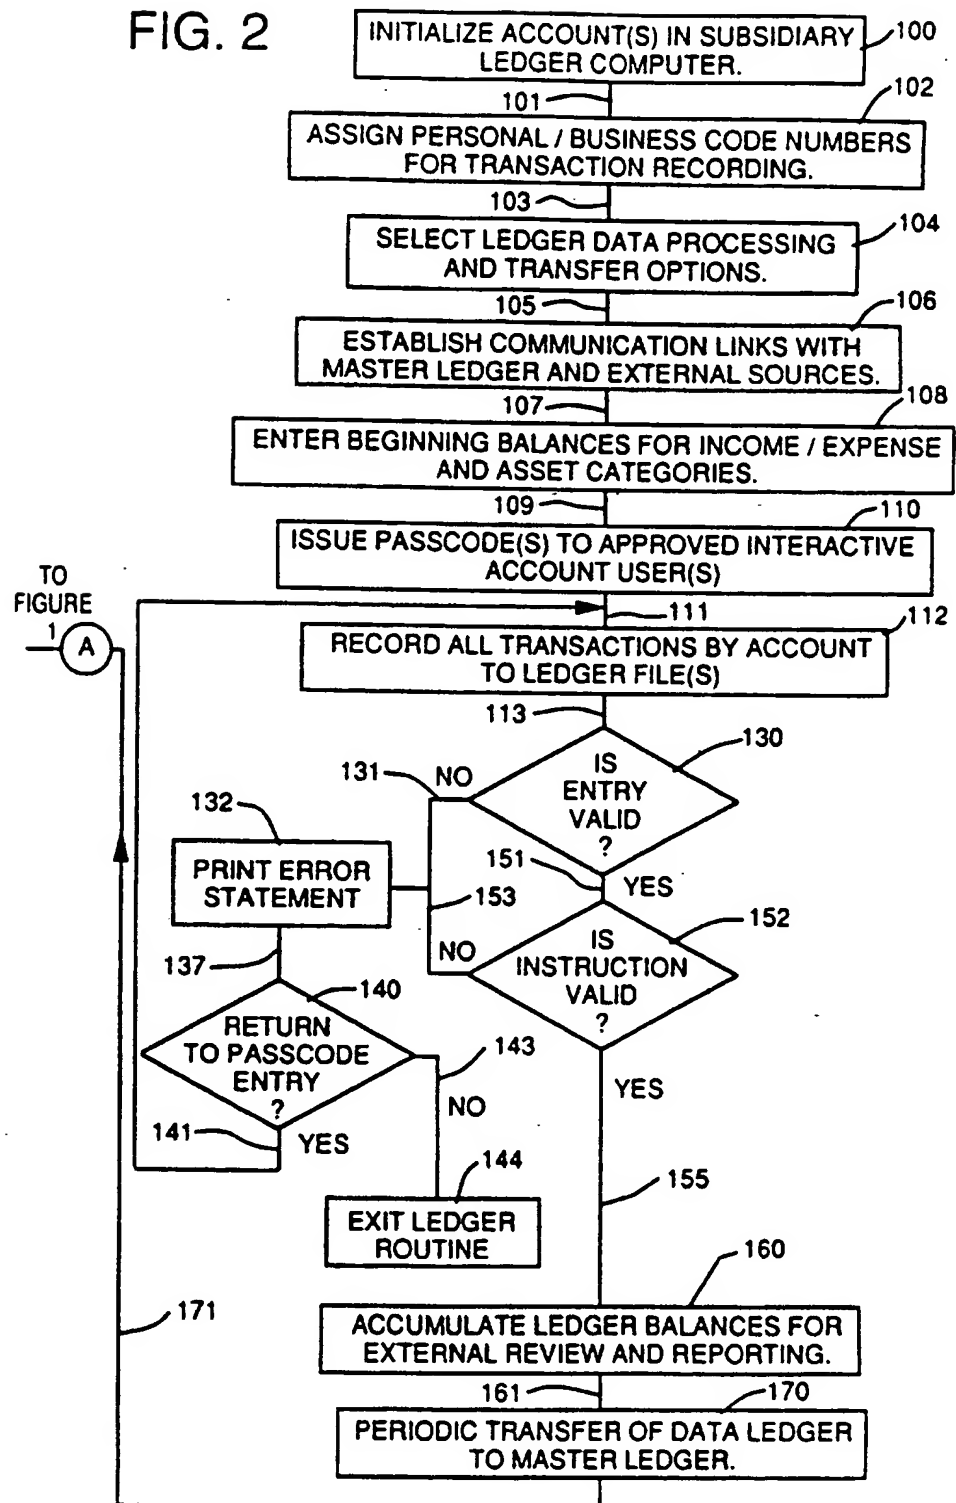 FIG. 2
INITIALIZE ACCOUNT(S) IN SUBSIDIARY
LEDGER COMPUTER.
100
101
102
ASSIGN PERSONAL / BUSINESS CODE NUMBERS
FOR TRANSACTION RECORDING.
103
104
SELECT LEDGER DATA PROCESSING
AND TRANSFER OPTIONS.
105
106
ESTABLISH COMMUNICATION LINKS WITH
MASTER LEDGER AND EXTERNAL SOURCES.
107
108
ENTER BEGINNING BALANCES FOR INCOME / EXPENSE
AND ASSET CATEGORIES.
109
110
ISSUE PASSCODE(S) TO APPROVED INTERACTIVE
ACCOUNT USER(S)
TO
FIGURE
1
A
111
112
RECORD ALL TRANSACTIONS BY ACCOUNT
TO LEDGER FILE(S)
113
130
IS
ENTRY
VALID
?
131
NO
132
PRINT ERROR
STATEMENT
151
YES
153
152
IS
INSTRUCTION
VALID
?
NO
137
140
RETURN
TO PASSCODE
ENTRY
?
143
NO
YES
141
YES
144
EXIT LEDGER
ROUTINE
155
160
171
ACCUMULATE LEDGER BALANCES FOR
EXTERNAL REVIEW AND REPORTING.
161
170
PERIODIC TRANSFER OF DATA LEDGER
TO MASTER LEDGER.